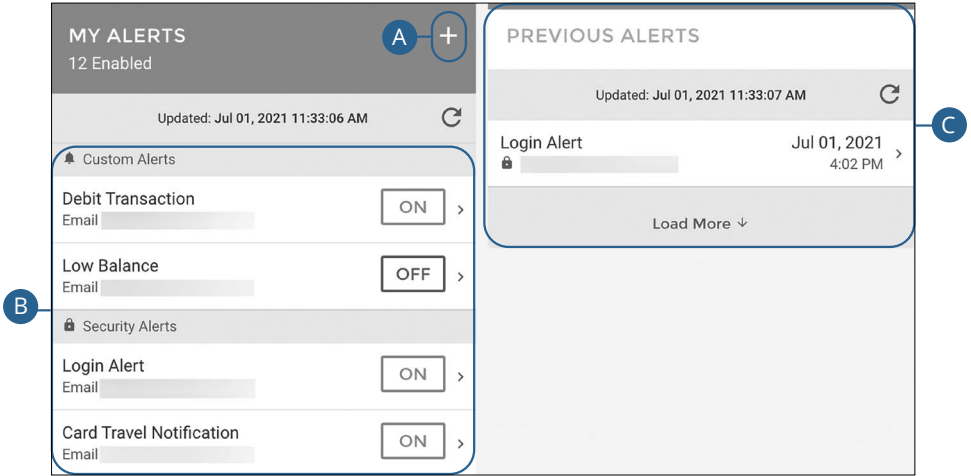 MY ALERTS
12 Enabled
A
+
Updated: Jul 01, 2021 11:33:06 AM
B
Custom Alerts
Debit Transaction
Email
ON
Low Balance
Email
OFF
Security Alerts
Login Alert
Email
ON
Card Travel Notification
Email
ON
PREVIOUS ALERTS
Updated: Jul 01, 2021 11:33:07 AM
C
Login Alert
Jul 01, 2021
4:02 PM
Load More ↓